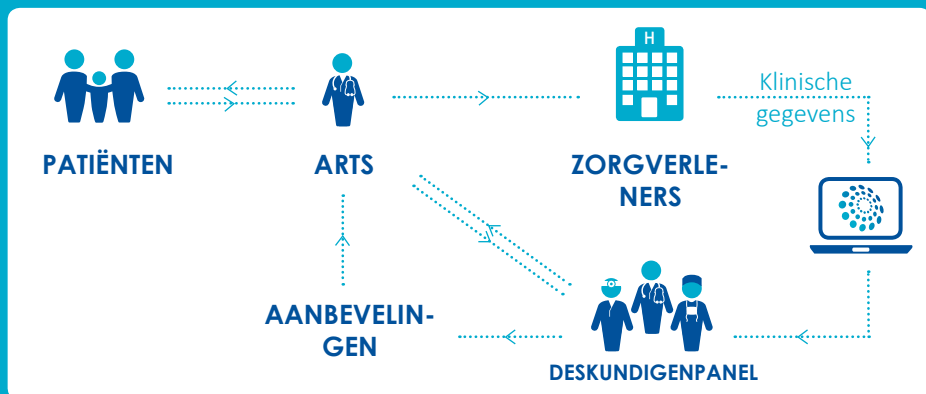 H
Klinische
gegevens
PATIËNTEN
ARTS
ZORGVERLE-
NERS
AANBEVELIN-
GEN
DESKUNDIGENPANEL